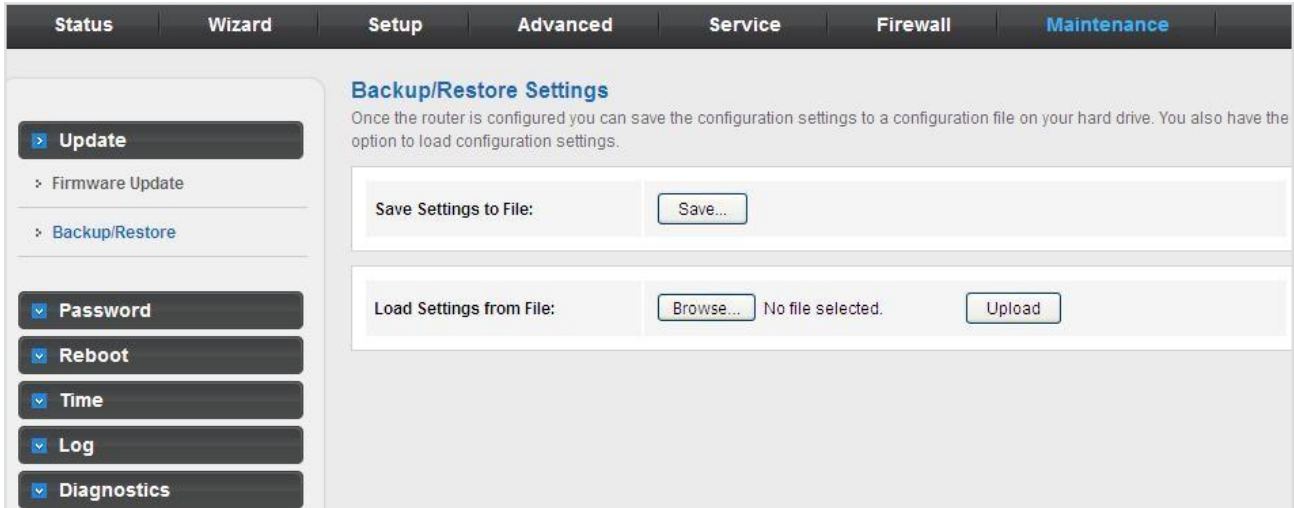 Status Wizard Setup Advanced Service Firewall Maintenance
Update
Firmware Update
Backup/Restore
Password
Reboot
Time
Log
Diagnostics
Backup/Restore Settings
Once the router is configured you can save the configuration settings to a configuration file on your hard drive. You also have the
option to load configuration settings.
Save Settings to File: Save...
Load Settings from File: Browse... No file selected. Upload